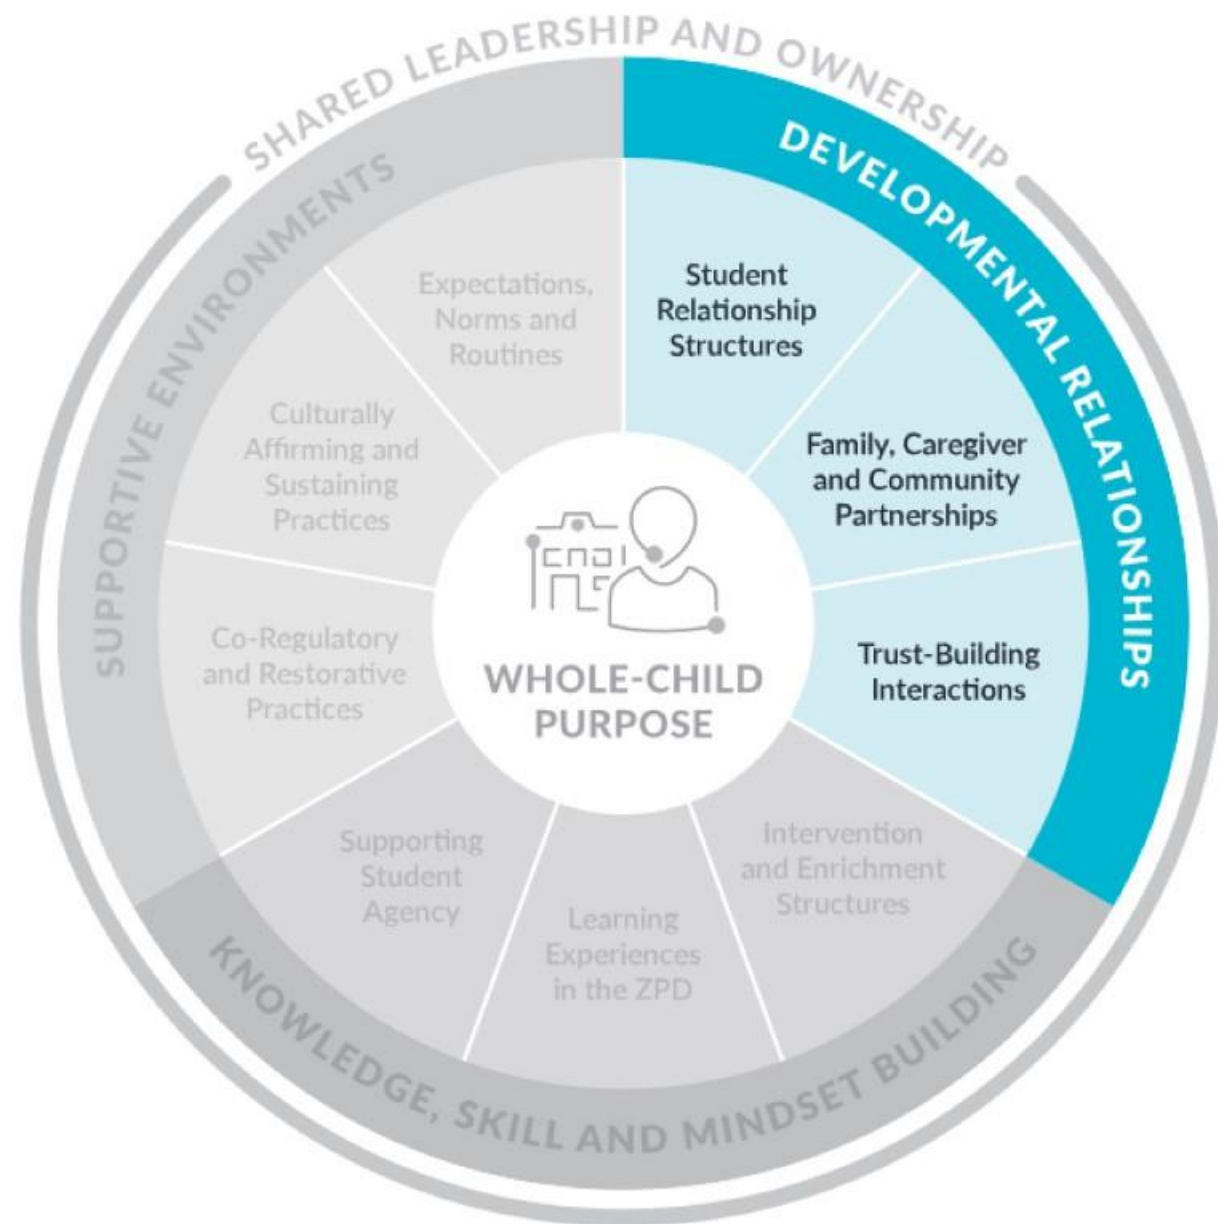 SHARED LEADERSHIP AND OWNERSHIP
DEVELOPMENTAL RELATIONSHIPS
Student
Relationship
Structures
Family, Caregiver
and Community
Partnerships
Trust-Building
Interactions
KNOWLEDGE, SKILL AND MINDSET BUILDING
Intervention
and Enrichment
Structures
Learning
Experiences
in the ZPD
Supporting
Student
Agency
SUPPORTIVE ENVIRONMENTS
Co-Regulatory
and Restorative
Practices
Culturally
Affirming and
Sustaining
Practices
Expectations,
Norms and
Routines
WHOLE-CHILD
PURPOSE